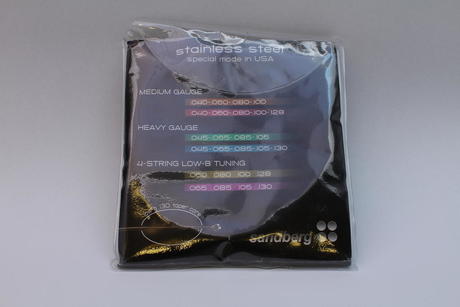 stainless steel
special made in USA
MEDIUM GAUGE
.040-.060-.080-.100
.040-.060-.080-.100-.128
HEAVY GAUGE
.045-.065-.085-.105
.045-.065-.085-.105-.130
4-STRING LOW-B TUNING
.060 .080 .100 .128
.065 .085 .105 .130
.130 taper
sandberg